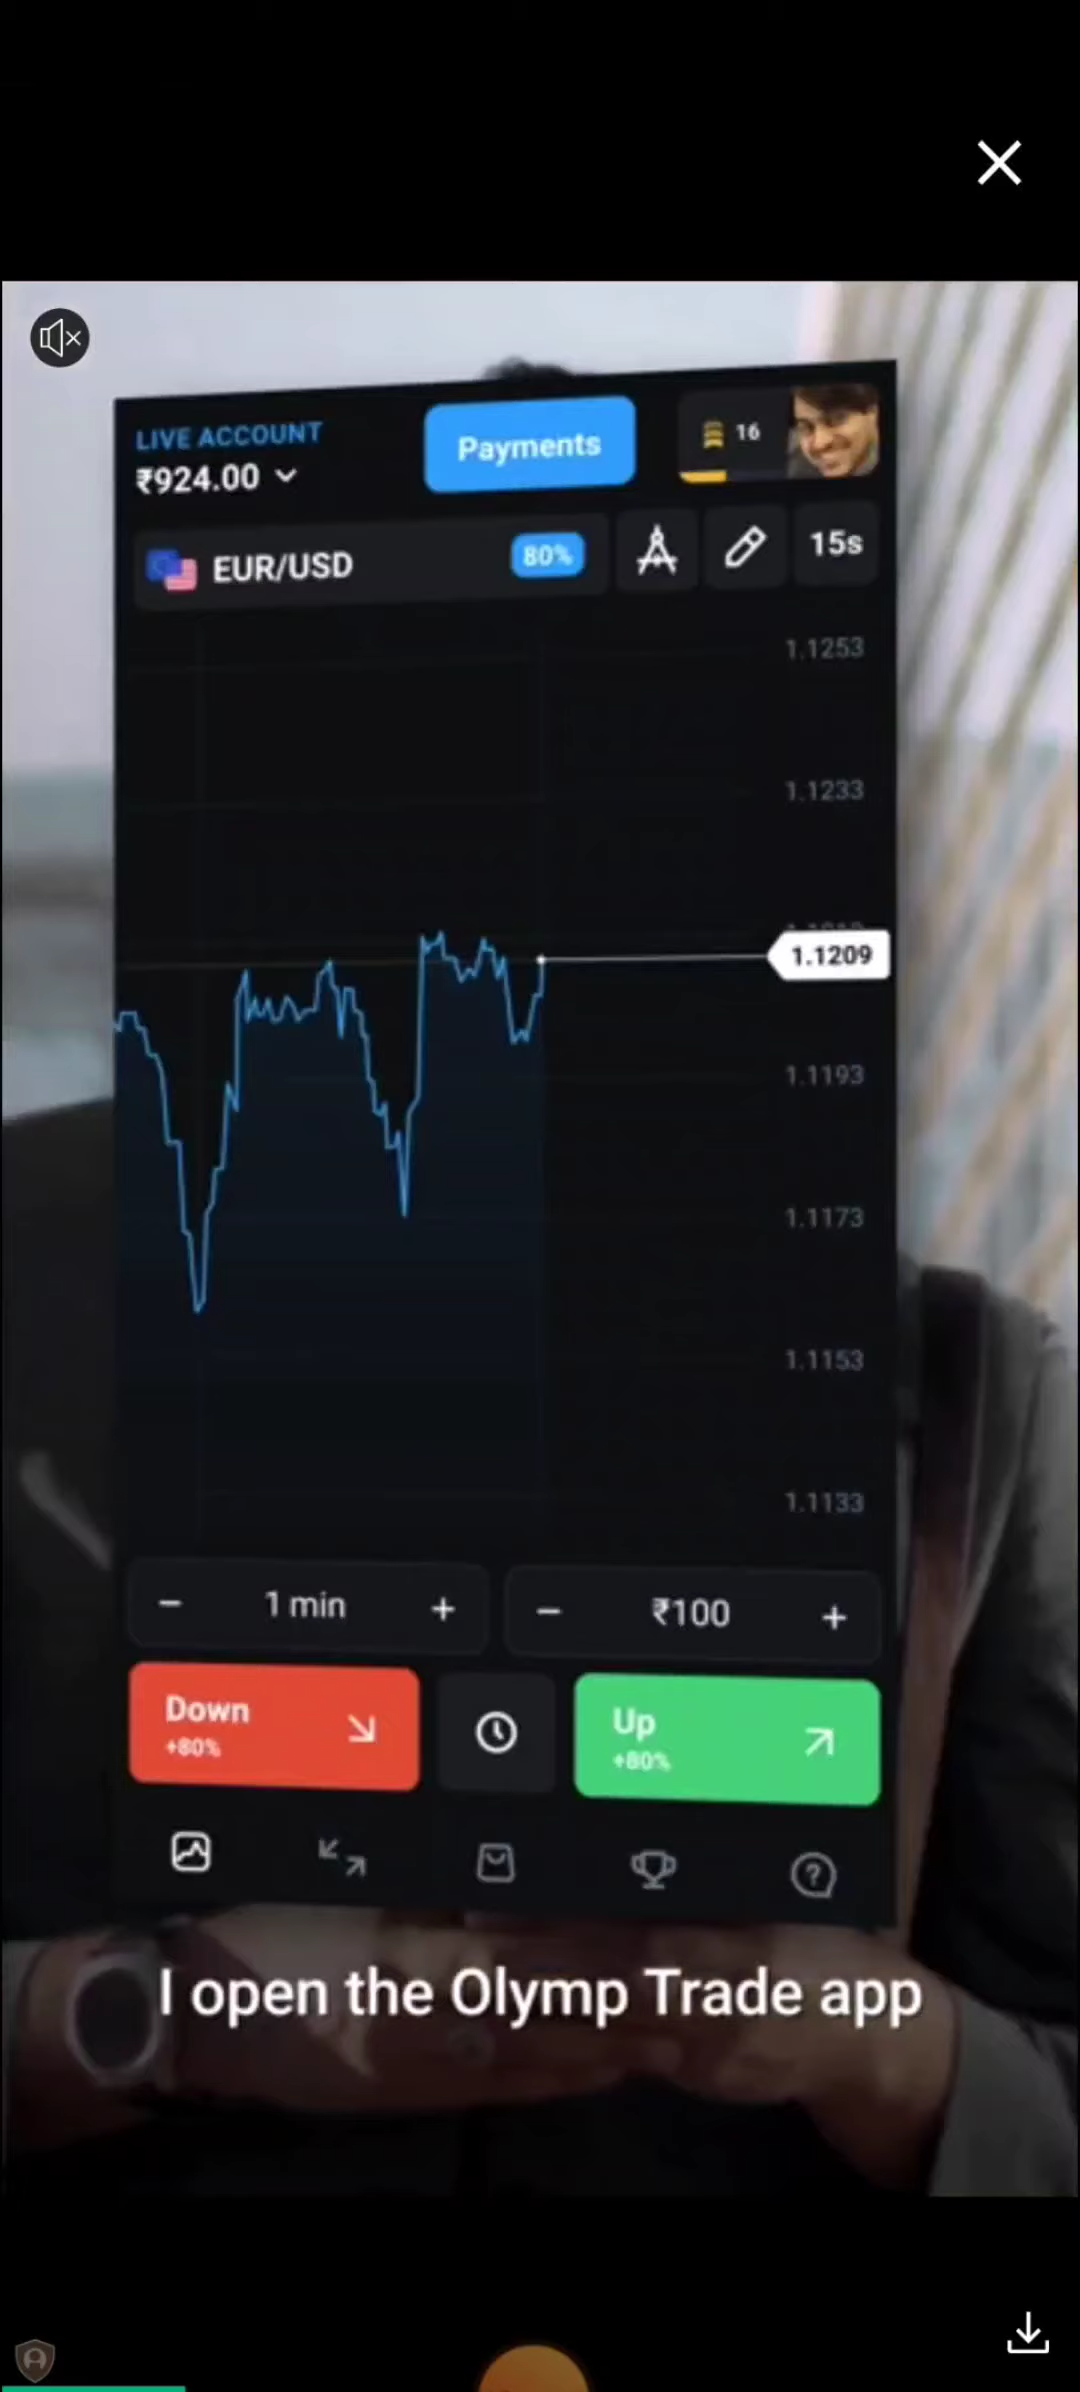 LIVE ACCOUNT
₹924.00
Payments
16
EUR/USD
80%
15s
1.1253
1.1233
1.1209
1.1193
1.1173
1.1153
1.1133
1 min
₹100
Down
+80%
Up
+80%
I open the Olymp Trade app